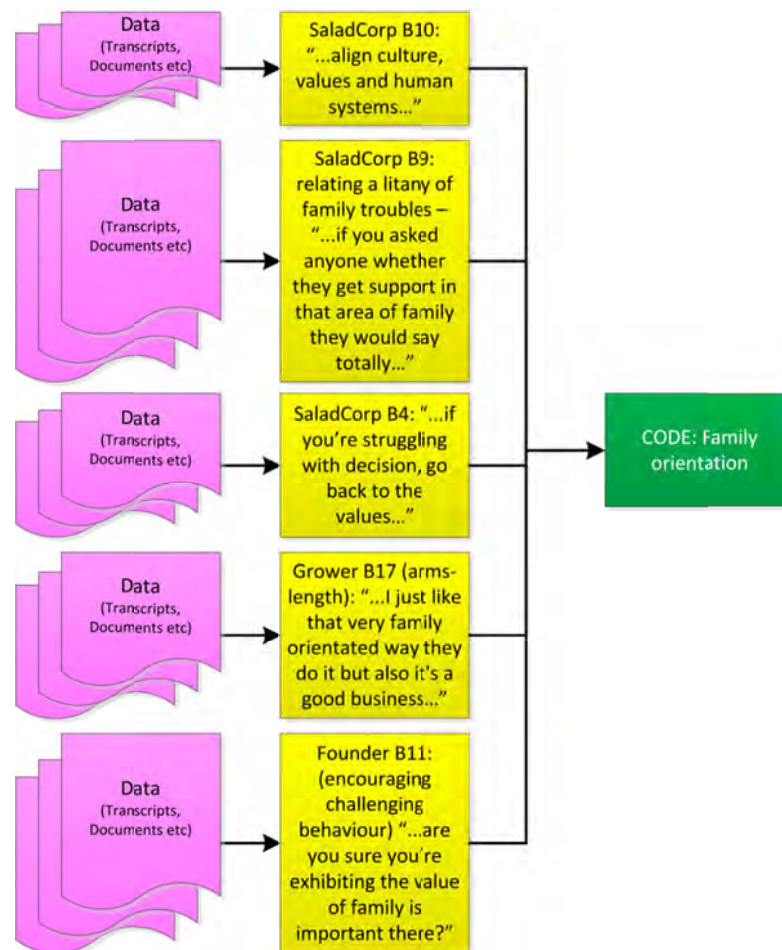 Data
(Transcripts,
Documents etc)
SaladCorp B10:
“...align culture,
values and human
systems...”
Data
(Transcripts,
Documents etc)
SaladCorp B9:
relating a litany of
family troubles –
“...if you asked
anyone whether
they get support in
that area of family
they would say
totally...”
Data
(Transcripts,
Documents etc)
SaladCorp B4: “...if
you’re struggling
with decision, go
back to the
values...”
CODE: Family
orientation
Data
(Transcripts,
Documents etc)
Grower B17 (arms-
length): “...I just like
that very family
orientated way they
do it but also it's a
good business...”
Data
(Transcripts,
Documents etc)
Founder B11:
(encouraging
challenging
behaviour) “...are
you sure you’re
exhibiting the value
of family is
important there?”